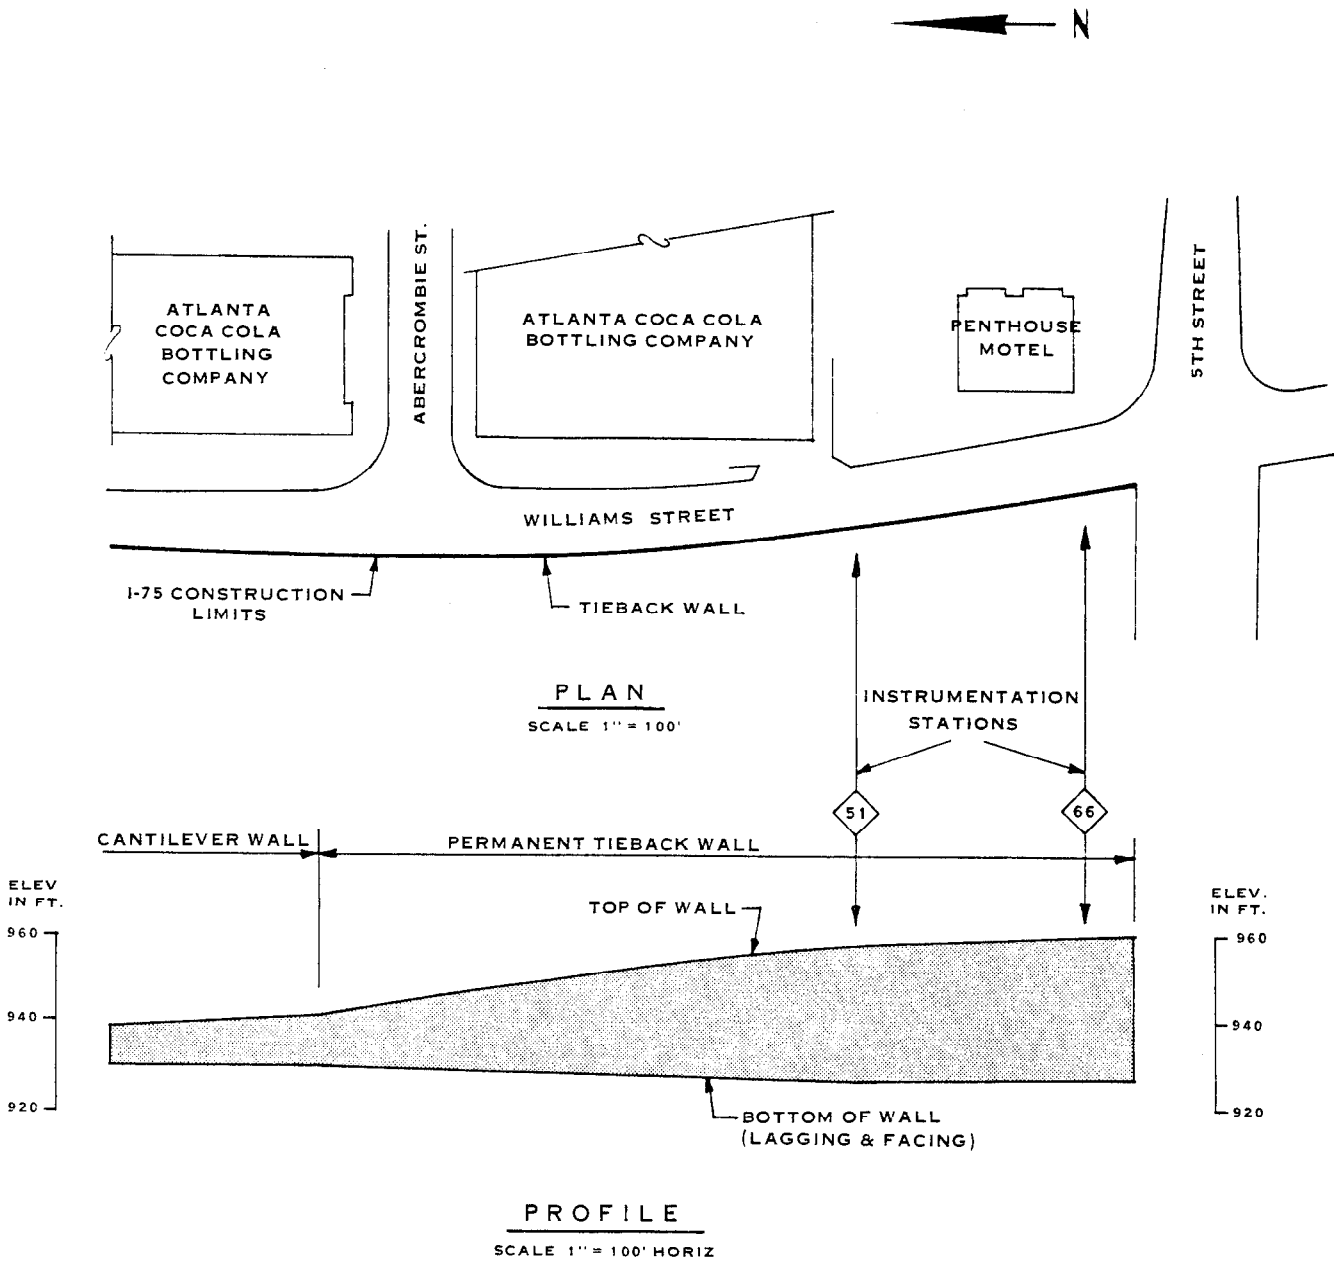 N
ATLANTA
COCA COLA
BOTTLING
COMPANY
ABERCROMBIE ST.
ATLANTA COCA COLA
BOTTLING COMPANY
PENTHOUSE
MOTEL
5TH STREET
WILLIAMS STREET
I-75 CONSTRUCTION
LIMITS
TIEBACK WALL
PLAN
SCALE 1" = 100'
INSTRUMENTATION
STATIONS
51
66
CANTILEVER WALL
PERMANENT TIEBACK WALL
ELEV
IN FT.
960
940
920
TOP OF WALL
ELEV.
IN FT.
960
940
920
BOTTOM OF WALL
(LAGGING & FACING)
PROFILE
SCALE 1" = 100' HORIZ